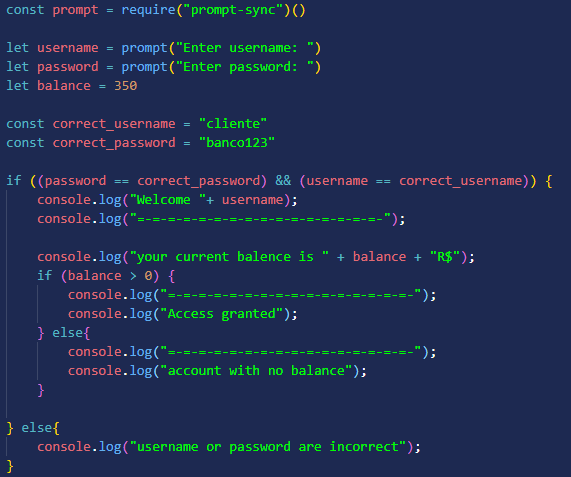 const prompt = require("prompt-sync")()
let username = prompt("Enter username: ")
let password = prompt("Enter password: ")
let balance = 350
const correct_username = "cliente"
const correct_password = "banco123"
if ((password == correct_password) && (username == correct_username)) {
console.log("Welcome "+ username);
console.log("=-=-=-=-=-=-=-=-=-=-=-=-=-=-=-=-");
console.log("your current balence is " + balance + "R$");
if (balance > 0) {
console.log("=-=-=-=-=-=-=-=-=-=-=-=-=-=-=-=-");
console.log("Access granted");
} else{
console.log("=-=-=-=-=-=-=-=-=-=-=-=-=-=-=-=-");
console.log("account with no balance");
}
} else{
console.log("username or password are incorrect");
}